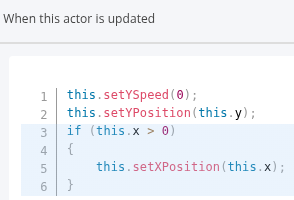 When this actor is updated
1 this.setYSpeed(0);
2 this.setYPosition(this.y);
3 if (this.x > 0)
4 {
5     this.setXPosition(this.x);
6 }